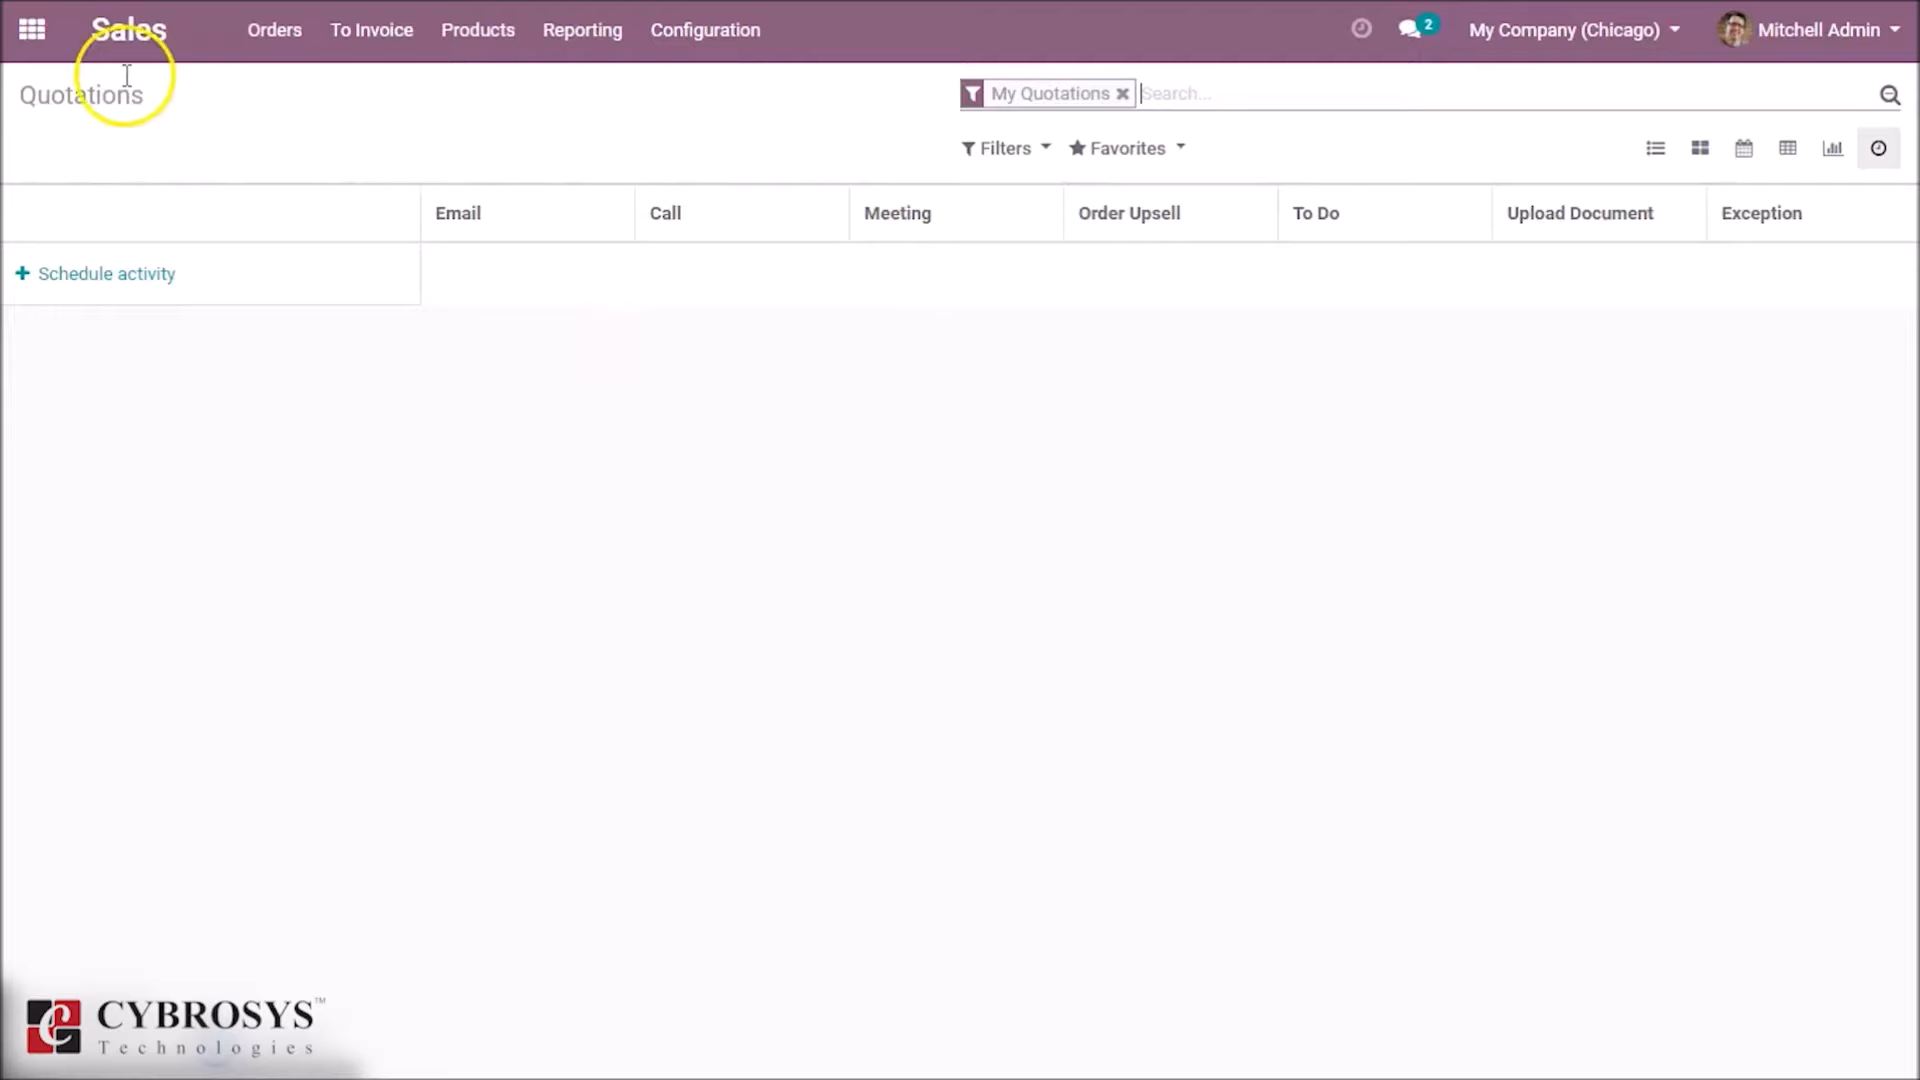 Sales Orders To Invoice Products Reporting Configuration 2 My Company (Chicago) Mitchell Admin
Quotations My Quotations Search...
Filters Favorites
Email Call Meeting Order Upsell To Do Upload Document Exception
Schedule activity
CYBROSYS™
Technologies